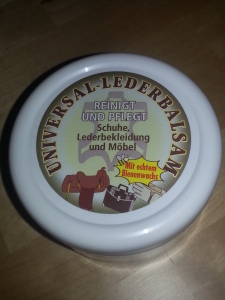 UNIVERSAL-LEDERBALSAM
REINIGT
UND PFLEGT
Schuhe,
Lederbekleidung
und Möbel
Mit echtem
Bienenwachs